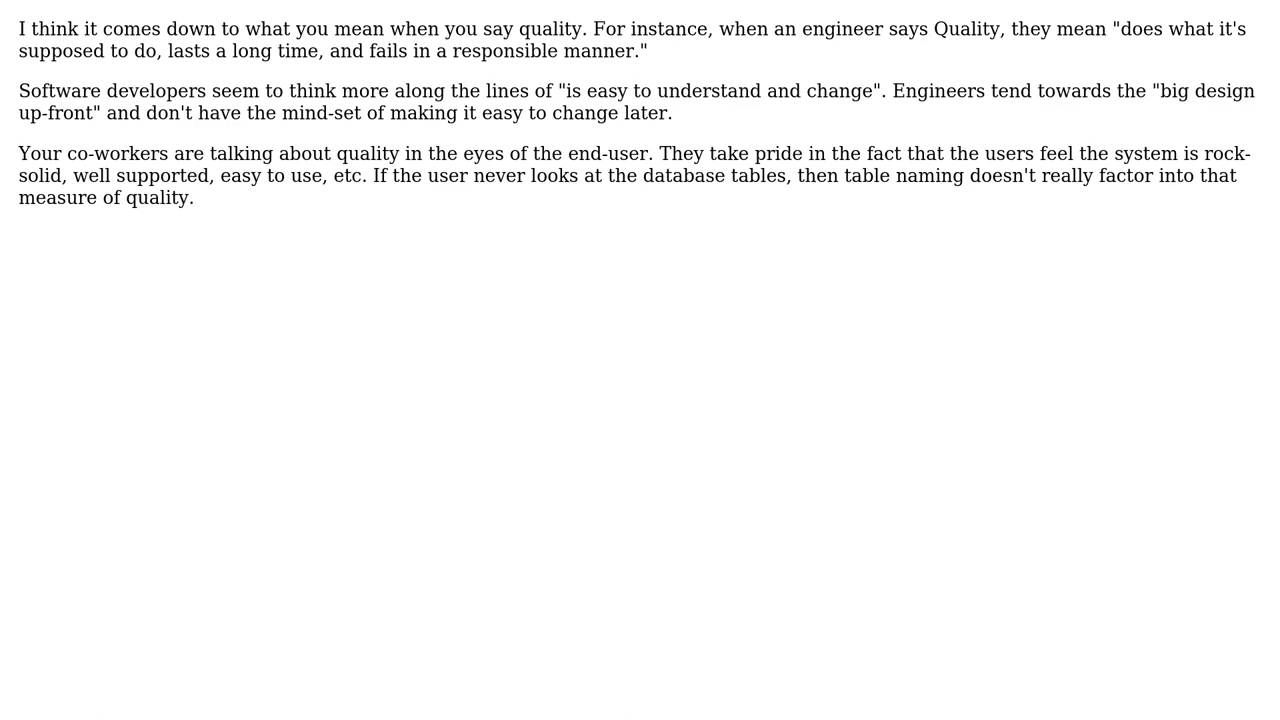 I think it comes down to what you mean when you say quality. For instance, when an engineer says Quality, they mean "does what it's
supposed to do, lasts a long time, and fails in a responsible manner."
Software developers seem to think more along the lines of "is easy to understand and change". Engineers tend towards the "big design
up-front" and don't have the mind-set of making it easy to change later.
Your co-workers are talking about quality in the eyes of the end-user. They take pride in the fact that the users feel the system is rock-
solid, well supported, easy to use, etc. If the user never looks at the database tables, then table naming doesn't really factor into that
measure of quality.